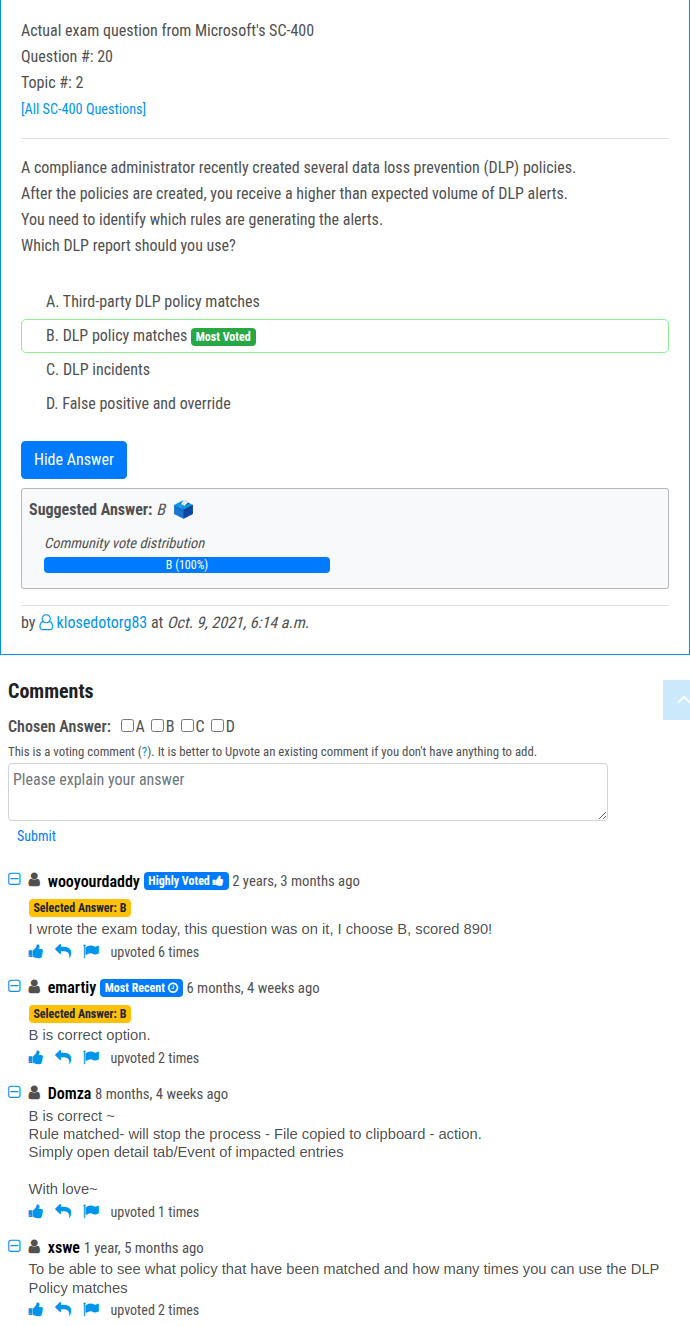 Actual exam question from Microsoft's SC-400
Question #: 20
Topic #: 2
[All SC-400 Questions]
A compliance administrator recently created several data loss prevention (DLP) policies.
After the policies are created, you receive a higher than expected volume of DLP alerts.
You need to identify which rules are generating the alerts.
Which DLP report should you use?
A. Third-party DLP policy matches
B. DLP policy matches Most Voted
C. DLP incidents
D. False positive and override
Hide Answer
Suggested Answer: B
Community vote distribution
B (100%)
by klosedotorg83 at Oct. 9, 2021, 6:14 a.m.
Comments
Chosen Answer: A B C D
This is a voting comment (?). It is better to Upvote an existing comment if you don't have anything to add.
Please explain your answer
Submit
wooyourdaddy Highly Voted 2 years, 3 months ago
Selected Answer: B
I wrote the exam today, this question was on it, I choose B, scored 890!
upvoted 6 times
emartiy Most Recent 6 months, 4 weeks ago
Selected Answer: B
B is correct option.
upvoted 2 times
Domza 8 months, 4 weeks ago
B is correct ~
Rule matched- will stop the process - File copied to clipboard - action.
Simply open detail tab/Event of impacted entries
With love~
upvoted 1 times
xswe 1 year, 5 months ago
To be able to see what policy that have been matched and how many times you can use the DLP
Policy matches
upvoted 2 times